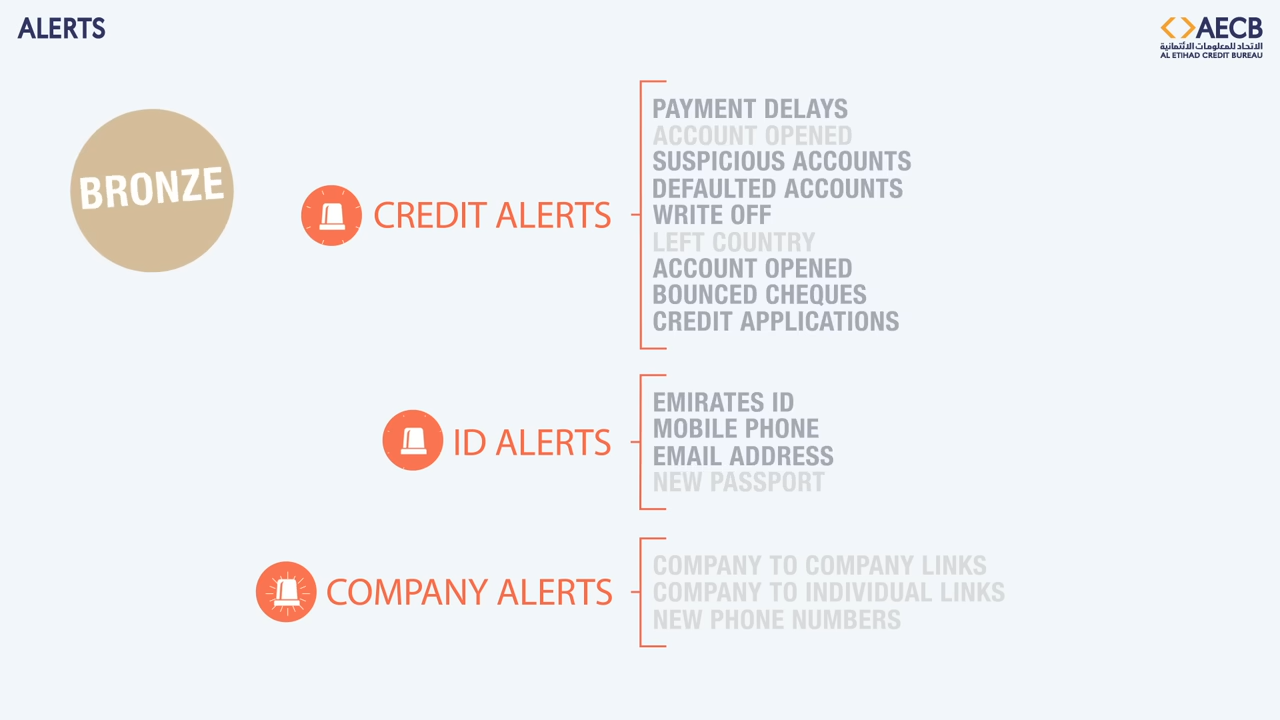 ALERTS
AECB
الاتحاد للمعلومات الائتمانية
AL ETIHAD CREDIT BUREAU
BRONZE
CREDIT ALERTS
PAYMENT DELAYS
ACCOUNT OPENED
SUSPICIOUS ACCOUNTS
DEFAULTED ACCOUNTS
WRITE OFF
LEFT COUNTRY
ACCOUNT OPENED
BOUNCED CHEQUES
CREDIT APPLICATIONS
ID ALERTS
EMIRATES ID
MOBILE PHONE
EMAIL ADDRESS
NEW PASSPORT
COMPANY ALERTS
COMPANY TO COMPANY LINKS
COMPANY TO INDIVIDUAL LINKS
NEW PHONE NUMBERS